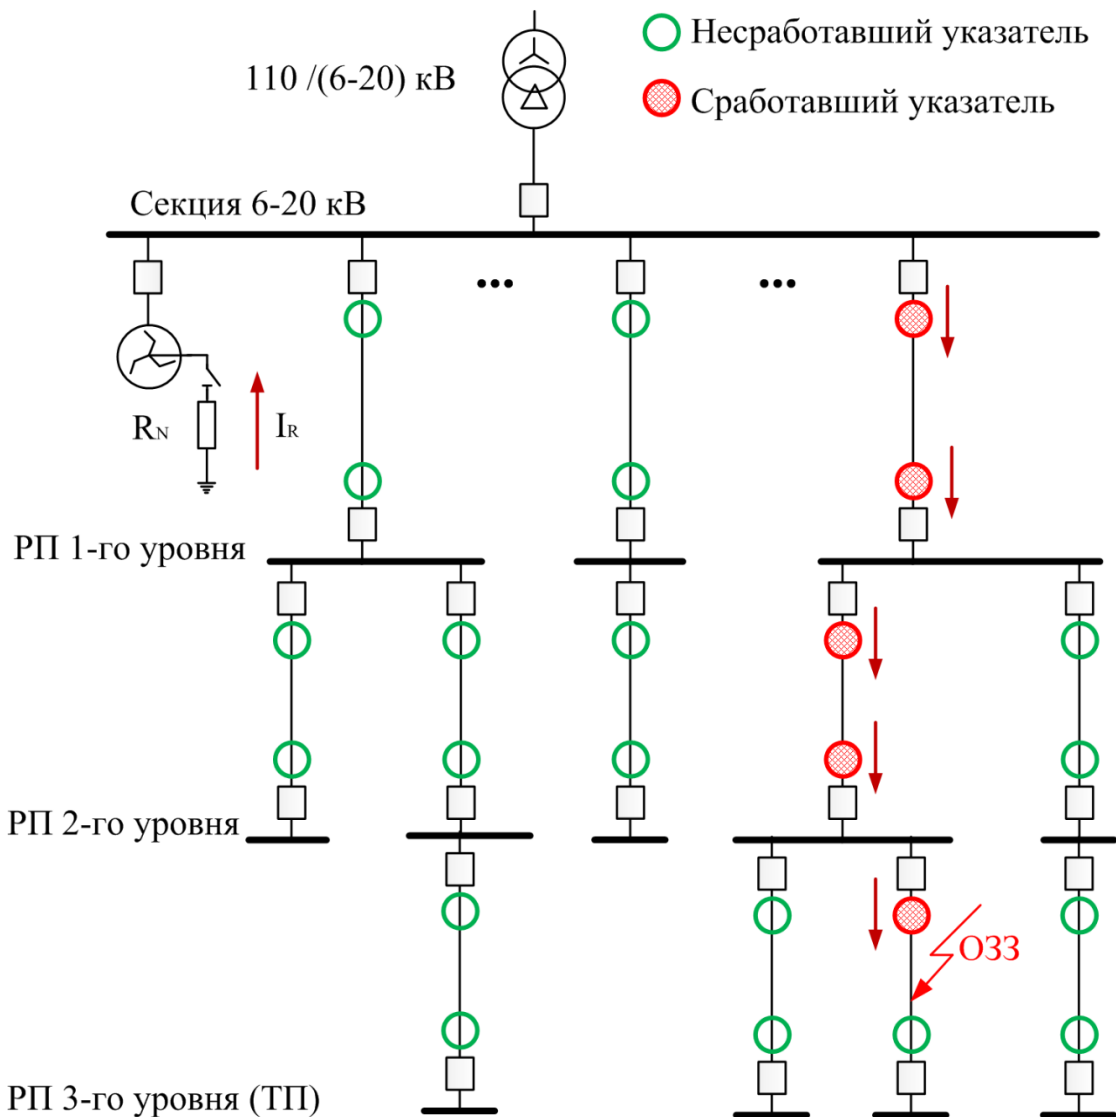 Несработавший указатель
110 /(6-20) кВ
Сработавший указатель
Секция 6-20 кВ
... ...
RN IR
РП 1-го уровня
РП 2-го уровня
ОЗЗ
РП 3-го уровня (ТП)